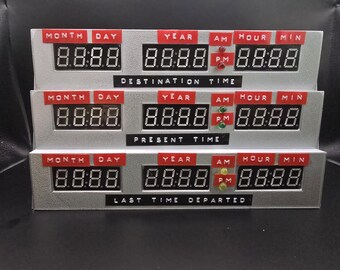 MONTH DAY YEAR AM HOUR MIN
PM
DESTINATION TIME
MONTH DAY YEAR AM HOUR MIN
PM
PRESENT TIME
MONTH DAY YEAR AM HOUR MIN
PM
LAST TIME DEPARTED